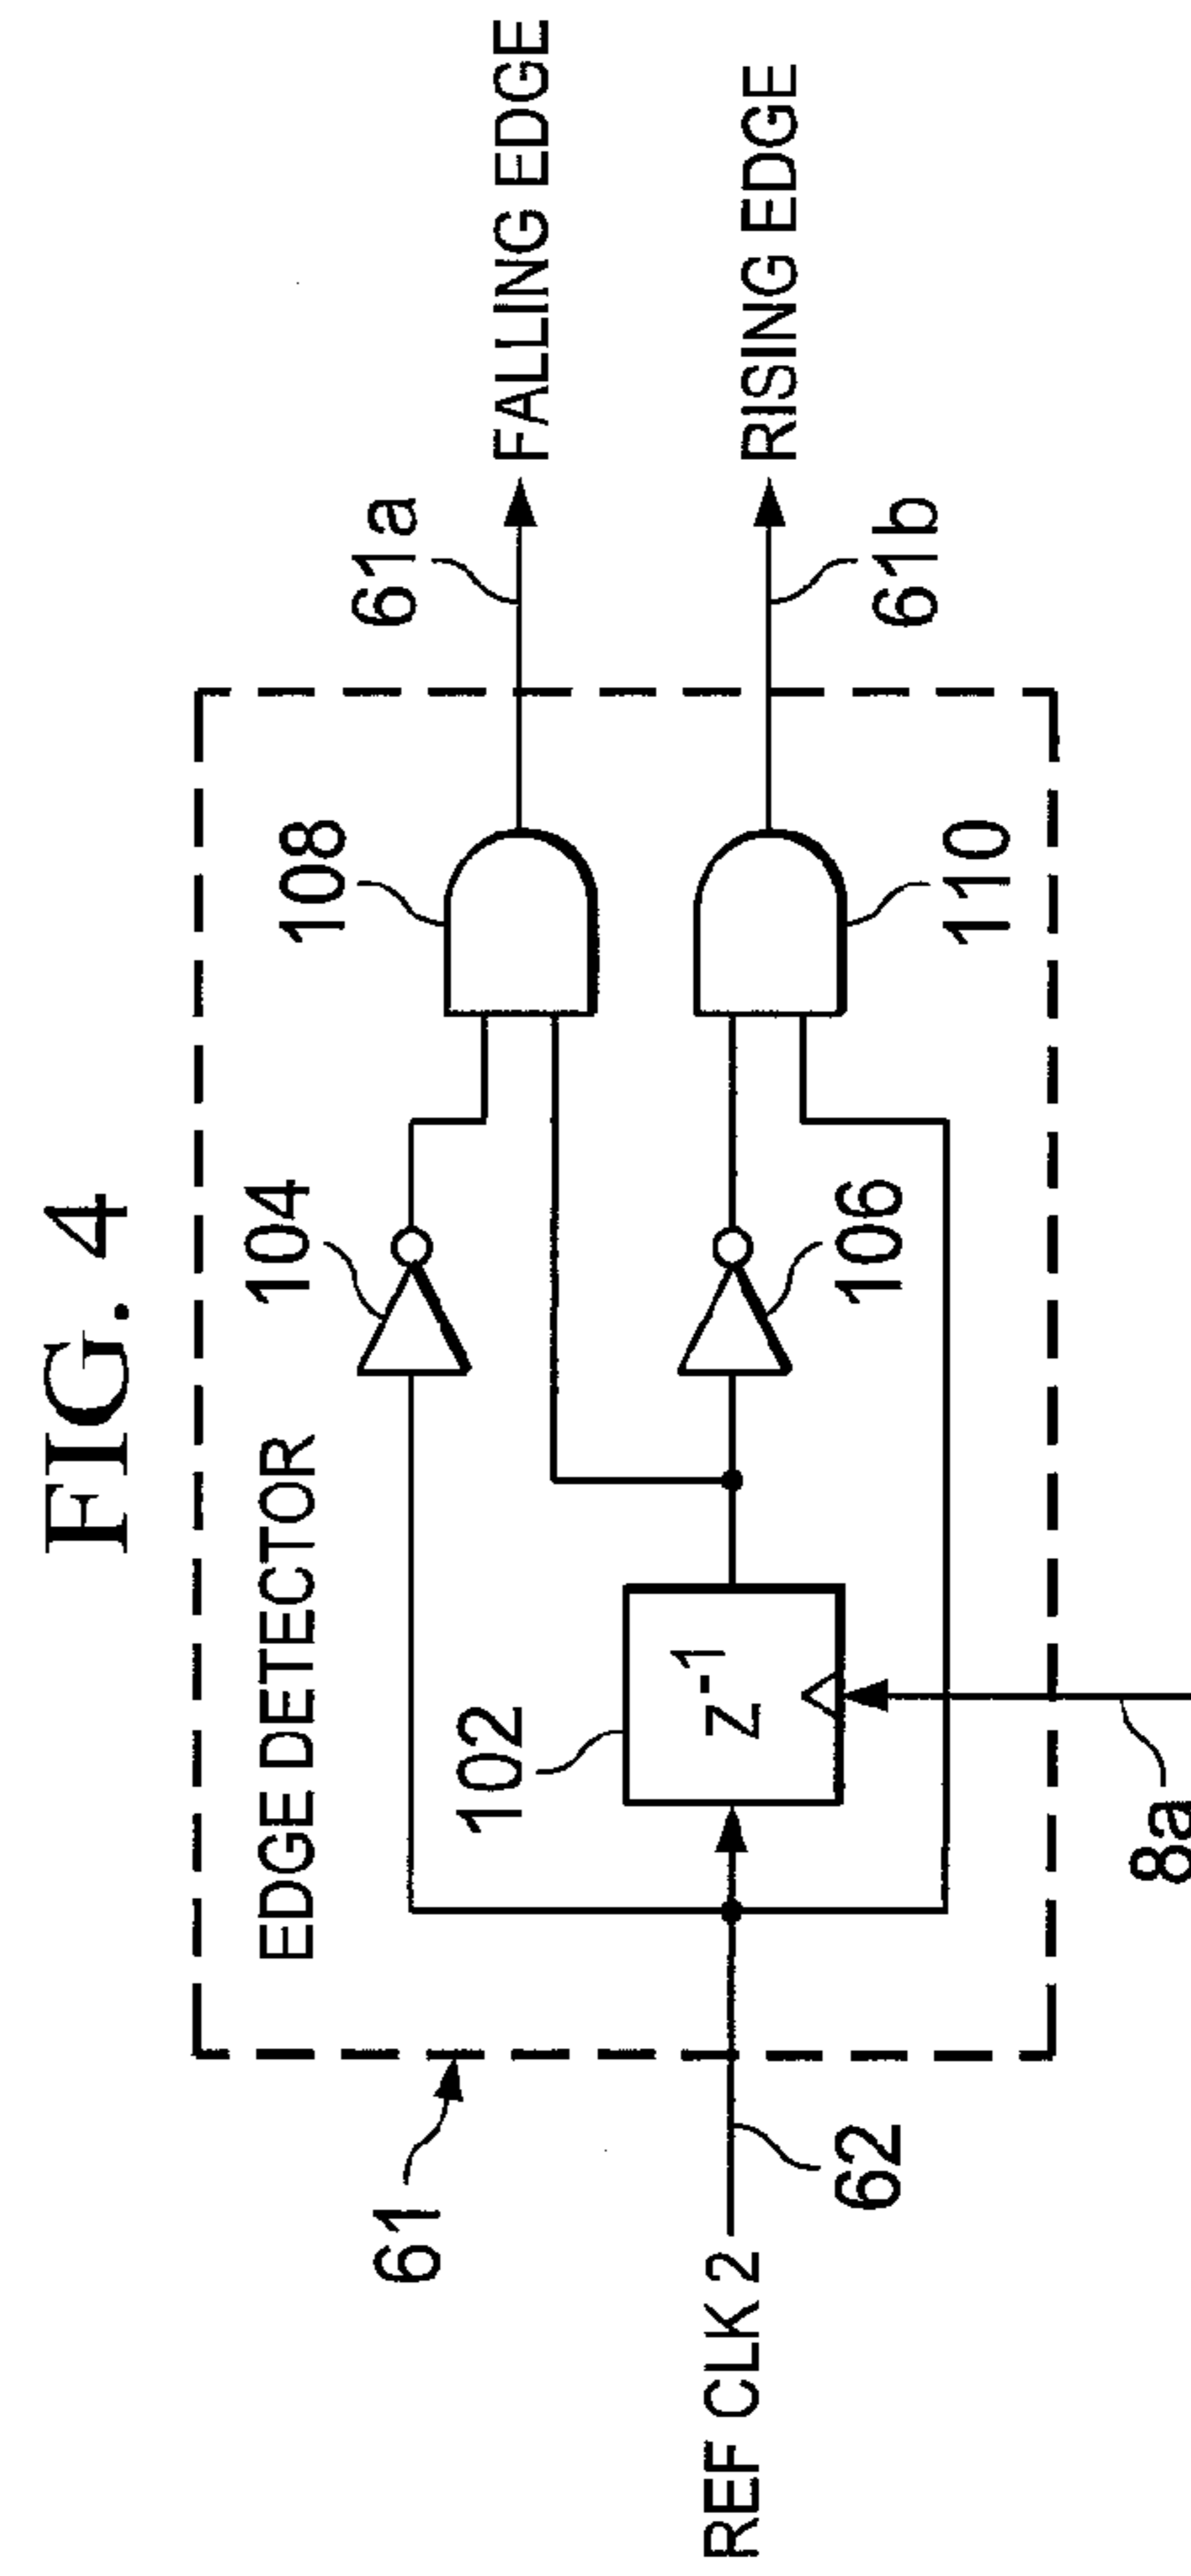 FIG. 4
EDGE DETECTOR
61
104
108
61a
FALLING EDGE
102
Z-1
REF CLK 2
62
106
110
61b
RISING EDGE
8a